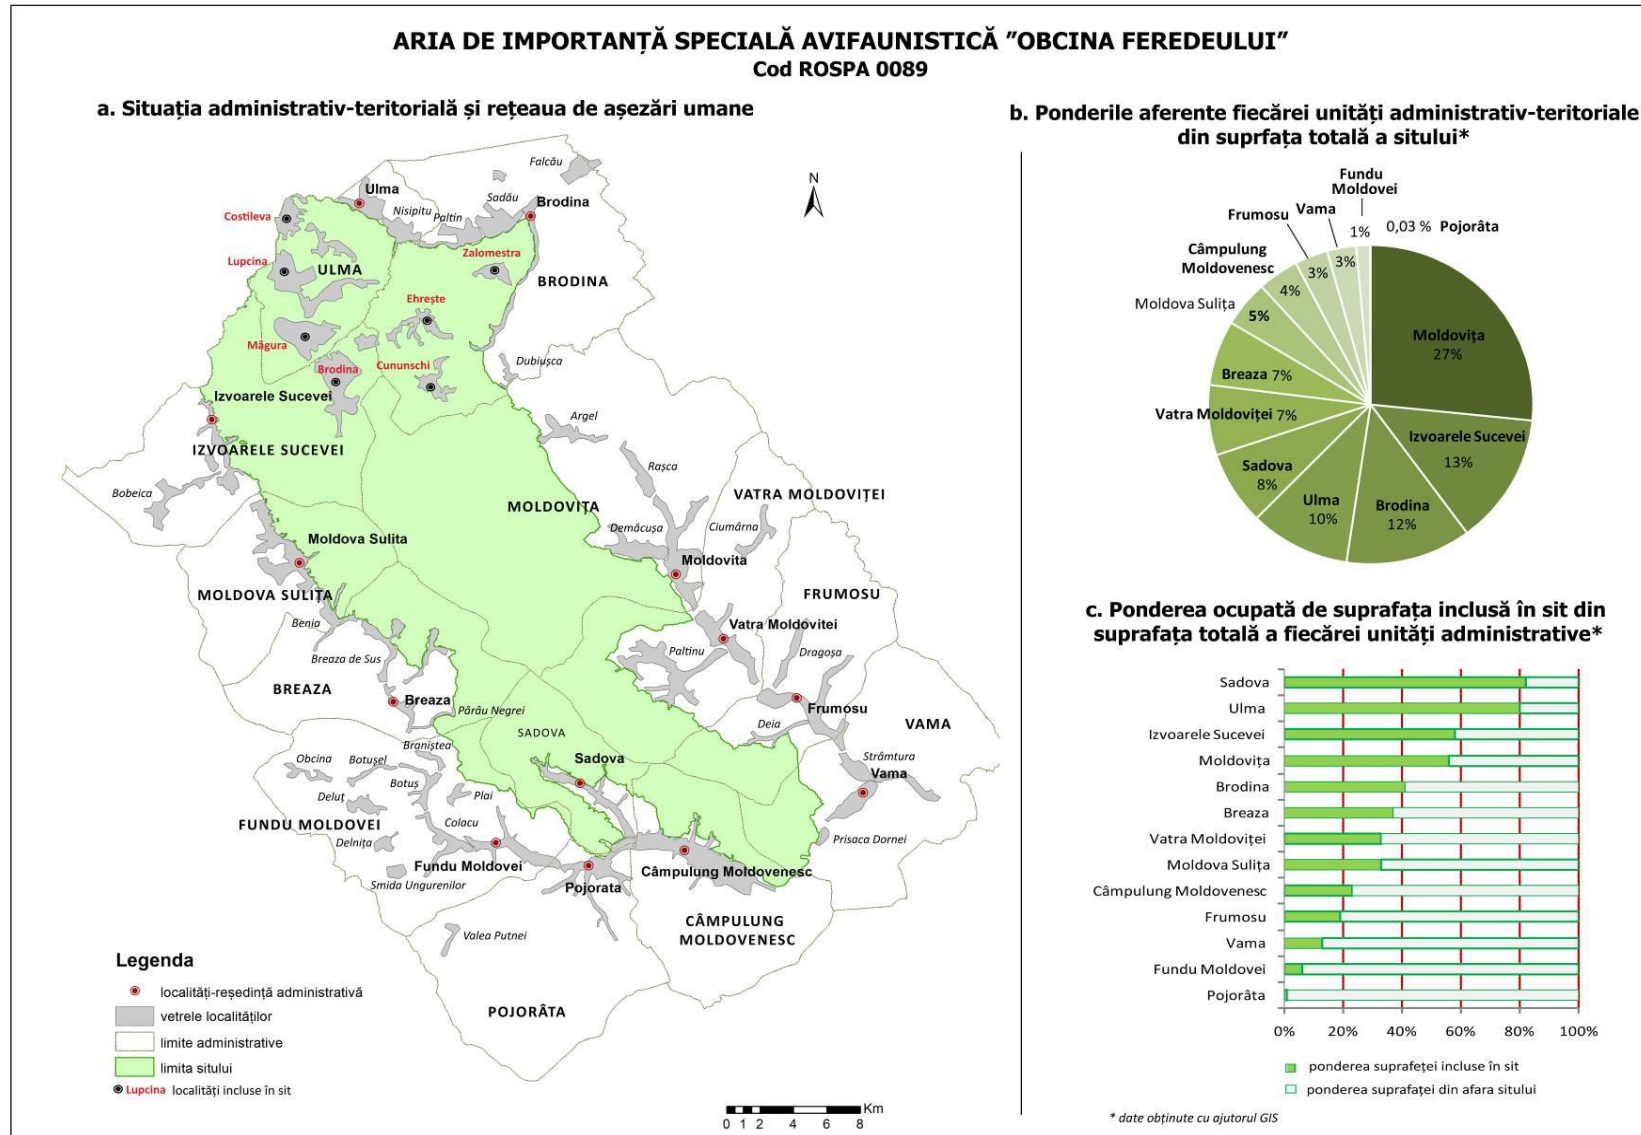 ARIA DE IMPORTANȚĂ SPECIALĂ AVIFAUNISTICĂ ”OBCINA FEREDEULUI”
Cod ROSPA 0089
a. Situația administrativ-teritorială și rețeaua de așezări umane
Falcău
N
Ulma
Sadău
Brodina
Costileva
Nisipitu
Paltin
Zalomestra
Lupcina
ULMA
BRODINA
Ehrește
Măgura
Brodina
Cununschi
Dubiușca
Izvoarele Sucevei
Argel
IZVOARELE SUCEVEI
Rașca
Bobeica
VATRA MOLDOVIȚEI
MOLDOVIȚA
Demăcușa
Ciumârna
Moldova Sulita
Moldovita
MOLDOVA SULIȚA
FRUMOSU
Benia
Vatra Moldovitei
Breaza de Sus
Paltinu
Dragoșa
BREAZA
Breaza
Pârâu Negrei
Frumosu
Deia
VAMA
SADOVA
Braniștea
Obcina
Botușel
Sadova
Strâmtura
Botuș
Vama
Deluț
Plai
FUNDU MOLDOVEI
Colacu
Delnița
Prisaca Dornei
Fundu Moldovei
Câmpulung Moldovenesc
Smida Ungurenilor
Pojorata
CÂMPULUNG
MOLDOVENESC
Valea Putnei
POJORÂTA
Legenda
localități-reședință administrativă
vetrele localităților
limite administrative
limita sitului
Lupcina localități incluse în sit
Km
0 1 2 4 6 8
b. Ponderile aferente fiecărei unități administrativ-teritoriale
din suprfața totală a sitului*
Fundu
Moldovei
1%
0,03 % Pojorâta
Vama
3%
Frumosu
3%
Câmpulung
Moldovenesc
4%
Moldova Sulița
5%
Breaza 7%
Vatra Moldoviței 7%
Sadova
8%
Ulma
10%
Brodina
12%
Izvoarele Sucevei
13%
Moldovița
27%
c. Ponderea ocupată de suprafața inclusă în sit din
suprafața totală a fiecărei unități administrative*
Sadova
Ulma
Izvoarele Sucevei
Moldovița
Brodina
Breaza
Vatra Moldoviței
Moldova Sulița
Câmpulung Moldovenesc
Frumosu
Vama
Fundu Moldovei
Pojorâta
0% 20% 40% 60% 80% 100%
ponderea suprafeței incluse în sit
ponderea suprafaței din afara sitului
* date obținute cu ajutorul GIS